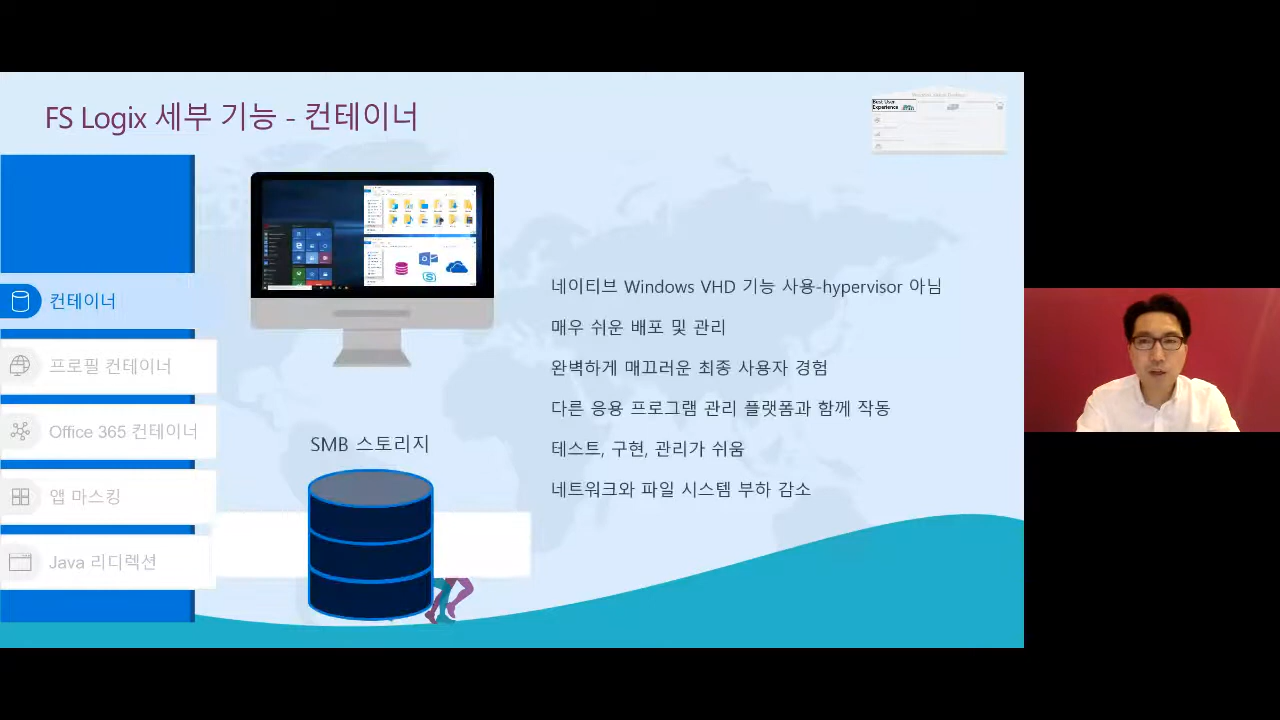 FS Logix 세부 기능 - 컨테이너
Best User
Experience
컨테이너
프로필 컨테이너
Office 365 컨테이너
앱 마스킹
Java 리디렉션
SMB 스토리지
네이티브 Windows VHD 기능 사용-hypervisor 아님
매우 쉬운 배포 및 관리
완벽하게 매끄러운 최종 사용자 경험
다른 응용 프로그램 관리 플랫폼과 함께 작동
테스트, 구현, 관리가 쉬움
네트워크와 파일 시스템 부하 감소